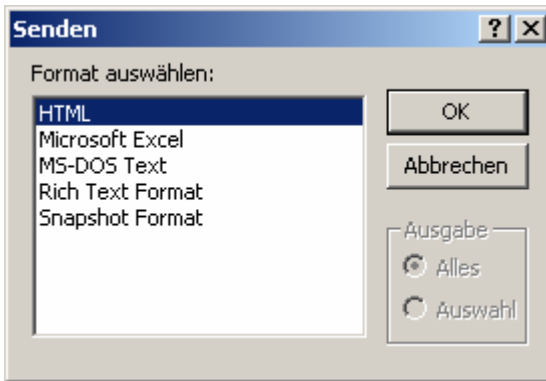 Senden
Format auswählen:
HTML
Microsoft Excel
MS-DOS Text
Rich Text Format
Snapshot Format
OK
Abbrechen
Ausgabe
Alles
Auswahl